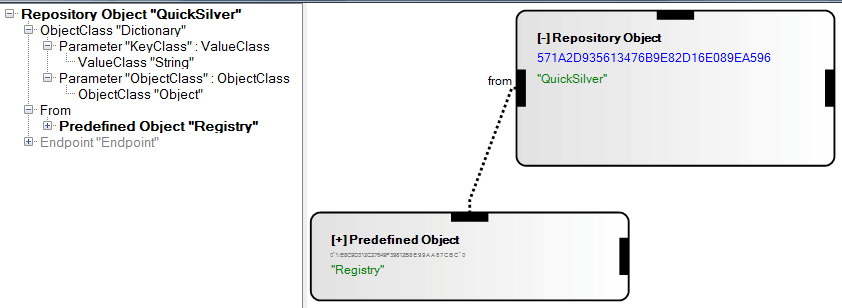 Repository Object "QuickSilver"
ObjectClass "Dictionary"
Parameter "KeyClass" : ValueClass
ValueClass "String"
Parameter "ObjectClass" : ObjectClass
ObjectClass "Object"
From
Predefined Object "Registry"
Endpoint "Endpoint"
[-] Repository Object
571A2D935613476B9E82D16E089EA596
"QuickSilver"
from
[+] Predefined Object
"Registry"